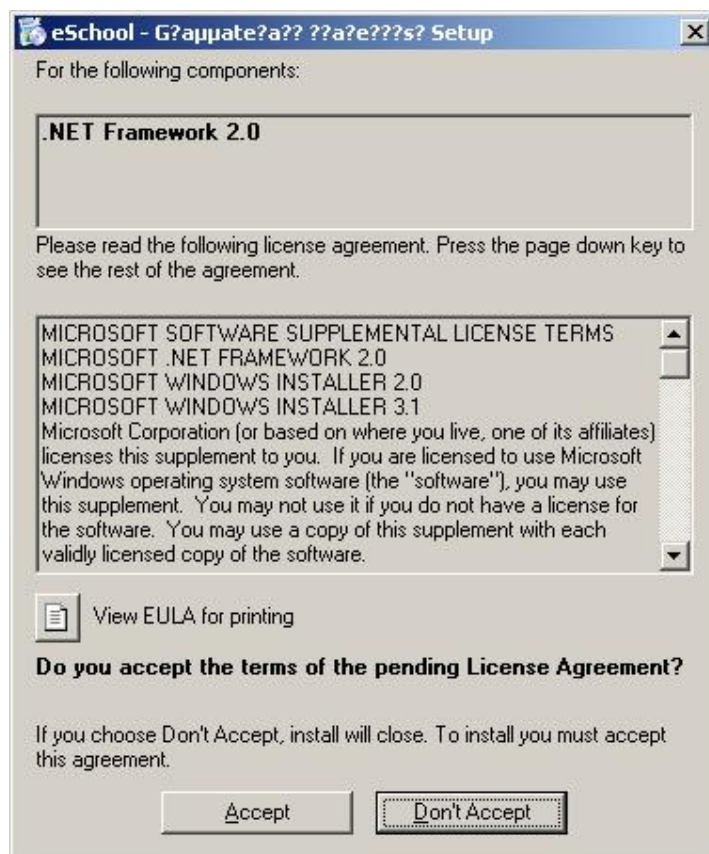 eSchool - G?aµµate?a?? ??a?e???s? Setup
For the following components:
.NET Framework 2.0
Please read the following license agreement. Press the page down key to
see the rest of the agreement.
MICROSOFT SOFTWARE SUPPLEMENTAL LICENSE TERMS
MICROSOFT .NET FRAMEWORK 2.0
MICROSOFT WINDOWS INSTALLER 2.0
MICROSOFT WINDOWS INSTALLER 3.1
Microsoft Corporation (or based on where you live, one of its affiliates)
licenses this supplement to you.  If you are licensed to use Microsoft
Windows operating system software (the "software"), you may use
this supplement.  You may not use it if you do not have a license for
the software.  You may use a copy of this supplement with each
validly licensed copy of the software.
View EULA for printing
Do you accept the terms of the pending License Agreement?
If you choose Don't Accept, install will close. To install you must accept
this agreement.
Accept
Don't Accept